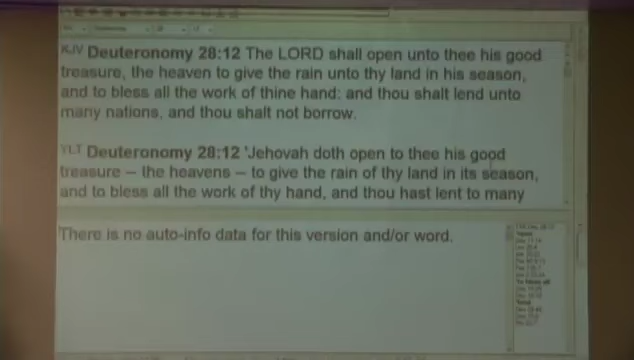 KJV Deuteronomy 28:12 The LORD shall open unto thee his good
treasure, the heaven to give the rain unto thy land in his season,
and to bless all the work of thine hand: and thou shalt lend unto
many nations, and thou shalt not borrow.
YLT Deuteronomy 28:12 'Jehovah doth open to thee his good
treasure – the heavens – to give the rain of thy land in its season,
and to bless all the work of thy hand, and thou hast lent to many
There is no auto-info data for this version and/or word.